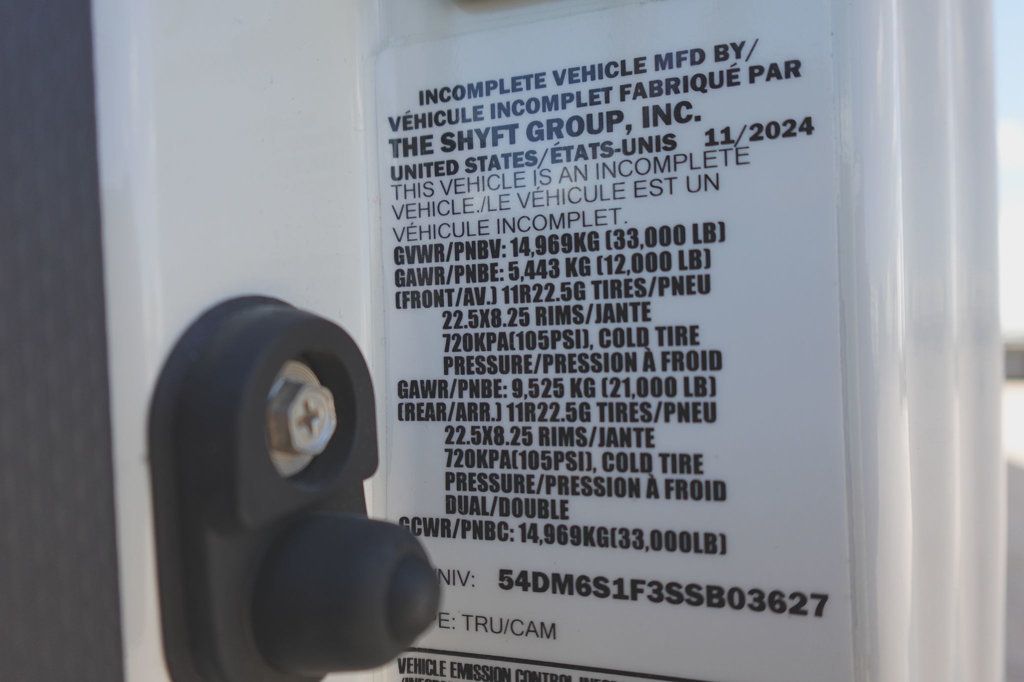 INCOMPLETE VEHICLE MFD BY/
VÉHICULE INCOMPLET FABRIQUÉ PAR
THE SHYFT GROUP, INC.
UNITED STATES/ÉTATS-UNIS 11/2024
THIS VEHICLE IS AN INCOMPLETE
VEHICLE./LE VÉHICULE EST UN
VÉHICULE INCOMPLET.
GVWR/PNBV: 14,969KG (33,000 LB)
GAWR/PNBE: 5,443 KG (12,000 LB)
(FRONT/AV.) 11R22.5G TIRES/PNEU
22.5X8.25 RIMS/JANTE
720KPA(105PSI), COLD TIRE
PRESSURE/PRESSION À FROID
GAWR/PNBE: 9,525 KG (21,000 LB)
(REAR/ARR.) 11R22.5G TIRES/PNEU
22.5X8.25 RIMS/JANTE
720KPA(105PSI), COLD TIRE
PRESSURE/PRESSION À FROID
DUAL/DOUBLE
GCWR/PNBC: 14,969KG(33,000LB)
NIV: 54DM6S1F3SSB03627
E: TRU/CAM
VEHICLE EMISSION CONTROL